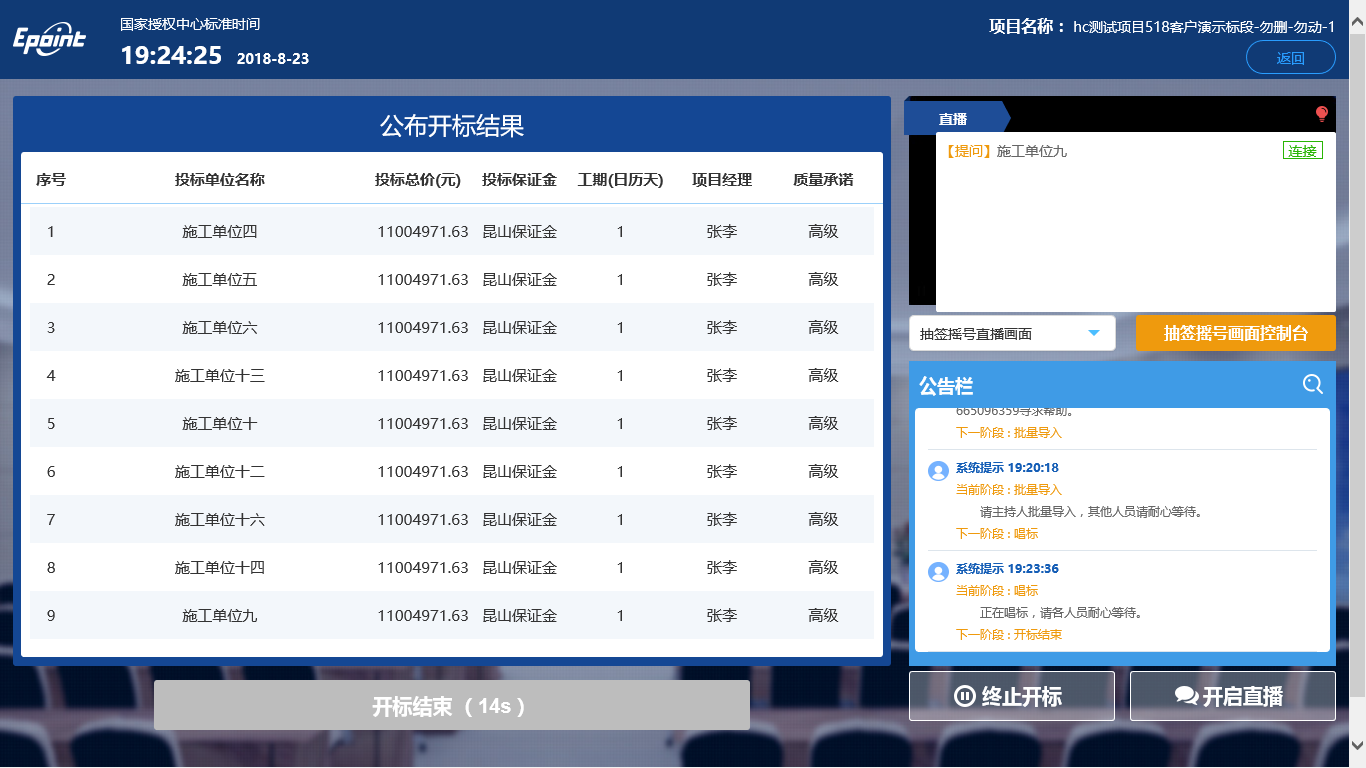 Epoint
国家授权中心标准时间
19:24:25 2018-8-23
项目名称： hc测试项目518客户演示标段-勿删-勿动-1
返回
公布开标结果
序号 投标单位名称 投标总价(元) 投标保证金 工期(日历天) 项目经理 质量承诺
1 施工单位四 11004971.63 昆山保证金 1 张李 高级
2 施工单位五 11004971.63 昆山保证金 1 张李 高级
3 施工单位六 11004971.63 昆山保证金 1 张李 高级
4 施工单位十三 11004971.63 昆山保证金 1 张李 高级
5 施工单位十 11004971.63 昆山保证金 1 张李 高级
6 施工单位十二 11004971.63 昆山保证金 1 张李 高级
7 施工单位十六 11004971.63 昆山保证金 1 张李 高级
8 施工单位十四 11004971.63 昆山保证金 1 张李 高级
9 施工单位九 11004971.63 昆山保证金 1 张李 高级
开标结束（14s）
直播
【提问】施工单位九 连接
抽签摇号直播画面
抽签摇号画面控制台
公告栏
665096359寻求帮助。
下一阶段：批量导入
系统提示 19:20:18
当前阶段：批量导入
请主持人批量导入，其他人员请耐心等待。
下一阶段：唱标
系统提示 19:23:36
当前阶段：唱标
正在唱标，请各人员耐心等待。
下一阶段：开标结束
终止开标
开启直播